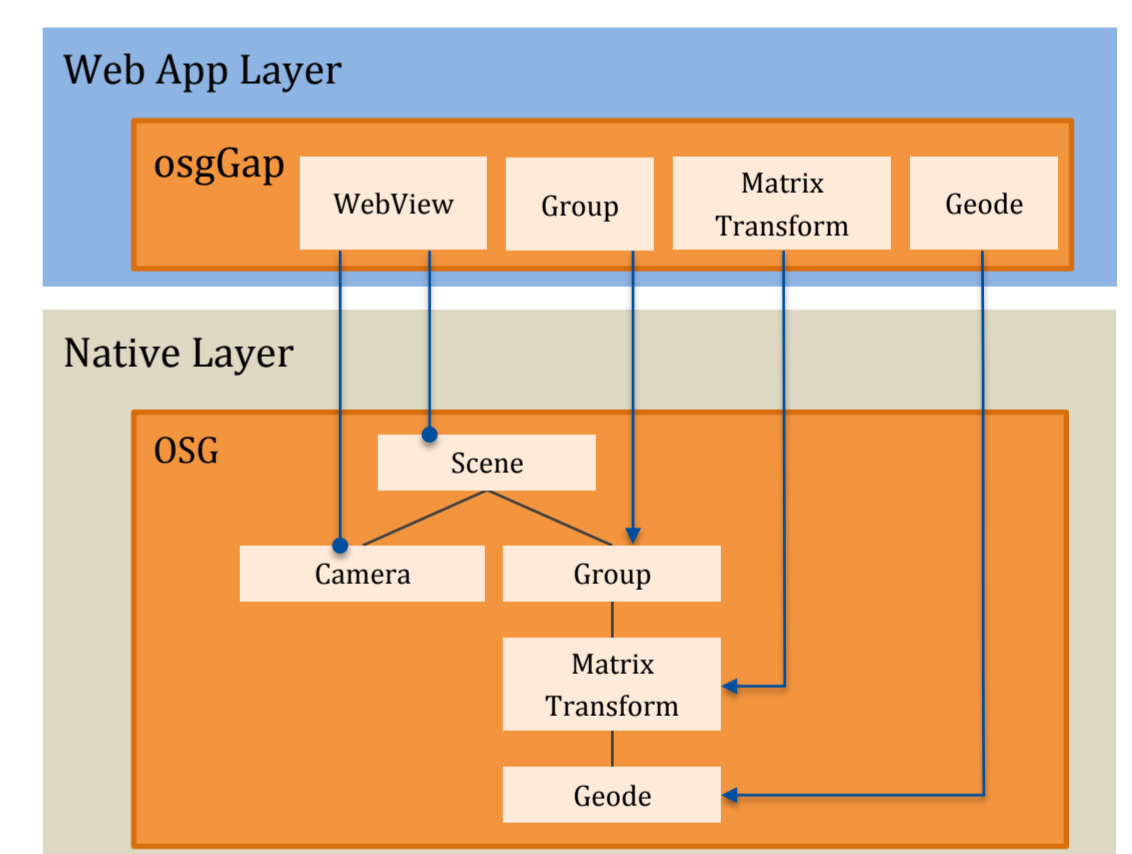 Web App Layer
osgGap
WebView
Group
Matrix
Transform
Geode
Native Layer
OSG
Scene
Camera
Group
Matrix
Transform
Geode